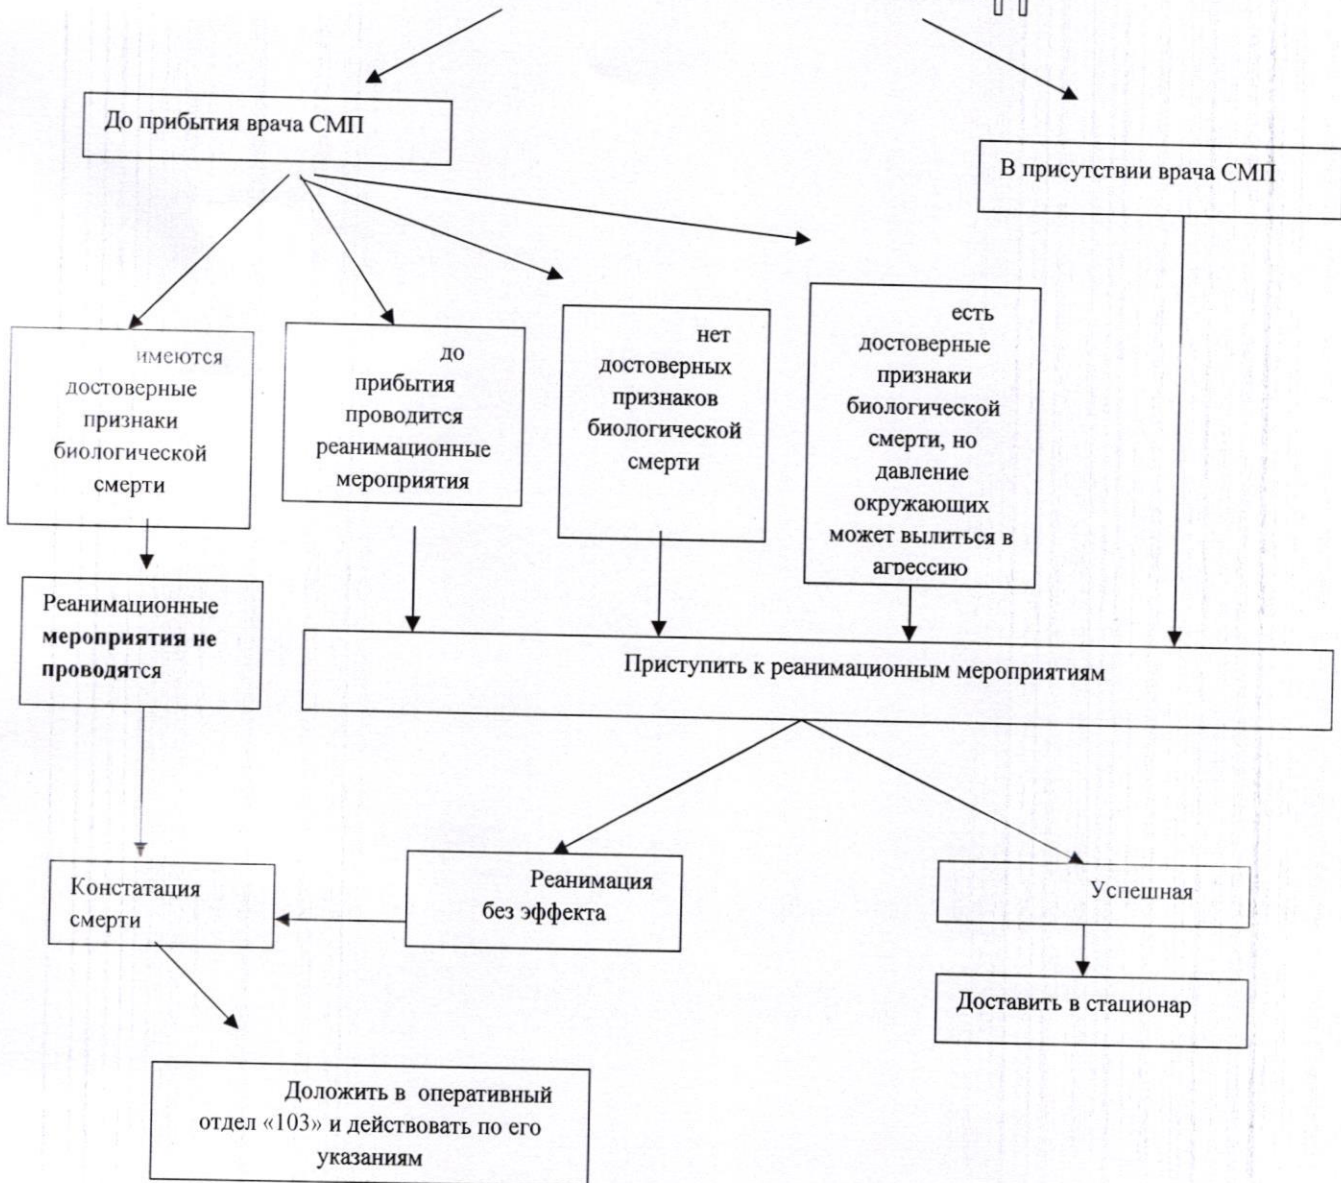 До прибытия врача СМП
В присутствии врача СМП
имеются
достоверные
признаки
биологической
смерти
до
прибытия
проводится
реанимационные
мероприятия
нет
достоверных
признаков
биологической
смерти
есть
достоверные
признаки
биологической
смерти, но
давление
окружающих
может вылиться в
агрессию
Реанимационные
мероприятия не
проводятся
Приступить к реанимационным мероприятиям
Констатация
смерти
Реанимация
без эффекта
Успешная
Доставить в стационар
Доложить в оперативный
отдел «103» и действовать по его
указаниям